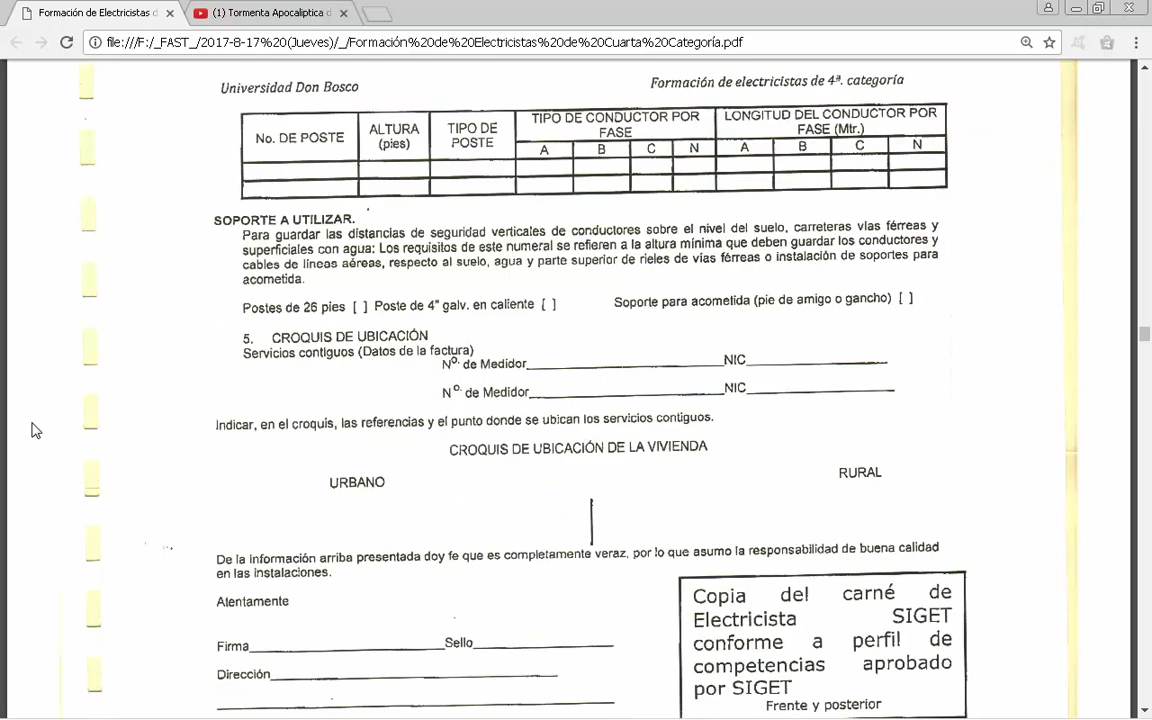 Formación de Electricistas d
(1) Tormenta Apocaliptica d
file:///F:/_FAST_/2017-8-17%20(Jueves)/_/Formación%20de%20Electricistas%20de%20Cuarta%20Categoría.pdf
Universidad Don Bosco
Formación de electricistas de 4ª. categoría
No. DE POSTE
ALTURA (pies)
TIPO DE POSTE
TIPO DE CONDUCTOR POR FASE
LONGITUD DEL CONDUCTOR POR FASE (Mtr.)
A B C N A B C N
SOPORTE A UTILIZAR.
Para guardar las distancias de seguridad verticales de conductores sobre el nivel del suelo, carreteras vías férreas y
superficiales con agua: Los requisitos de este numeral se refieren a la altura mínima que deben guardar los conductores y
cables de líneas aéreas, respecto al suelo, agua y parte superior de rieles de vías férreas o instalación de soportes para
acometida.
Postes de 26 pies [ ] Poste de 4" galv. en caliente [ ] Soporte para acometida (pie de amigo o gancho) [ ]
5. CROQUIS DE UBICACIÓN
Servicios contiguos (Datos de la factura)
Nº. de Medidor____________NIC____________
Nº. de Medidor____________NIC____________
Indicar, en el croquis, las referencias y el punto donde se ubican los servicios contiguos.
CROQUIS DE UBICACIÓN DE LA VIVIENDA
URBANO RURAL
De la información arriba presentada doy fe que es completamente veraz, por lo que asumo la responsabilidad de buena calidad
en las instalaciones.
Atentamente
Firma____________Sello____________
Dirección____________
Copia del carné de
Electricista SIGET
conforme a perfil de
competencias aprobado
por SIGET
Frente y posterior